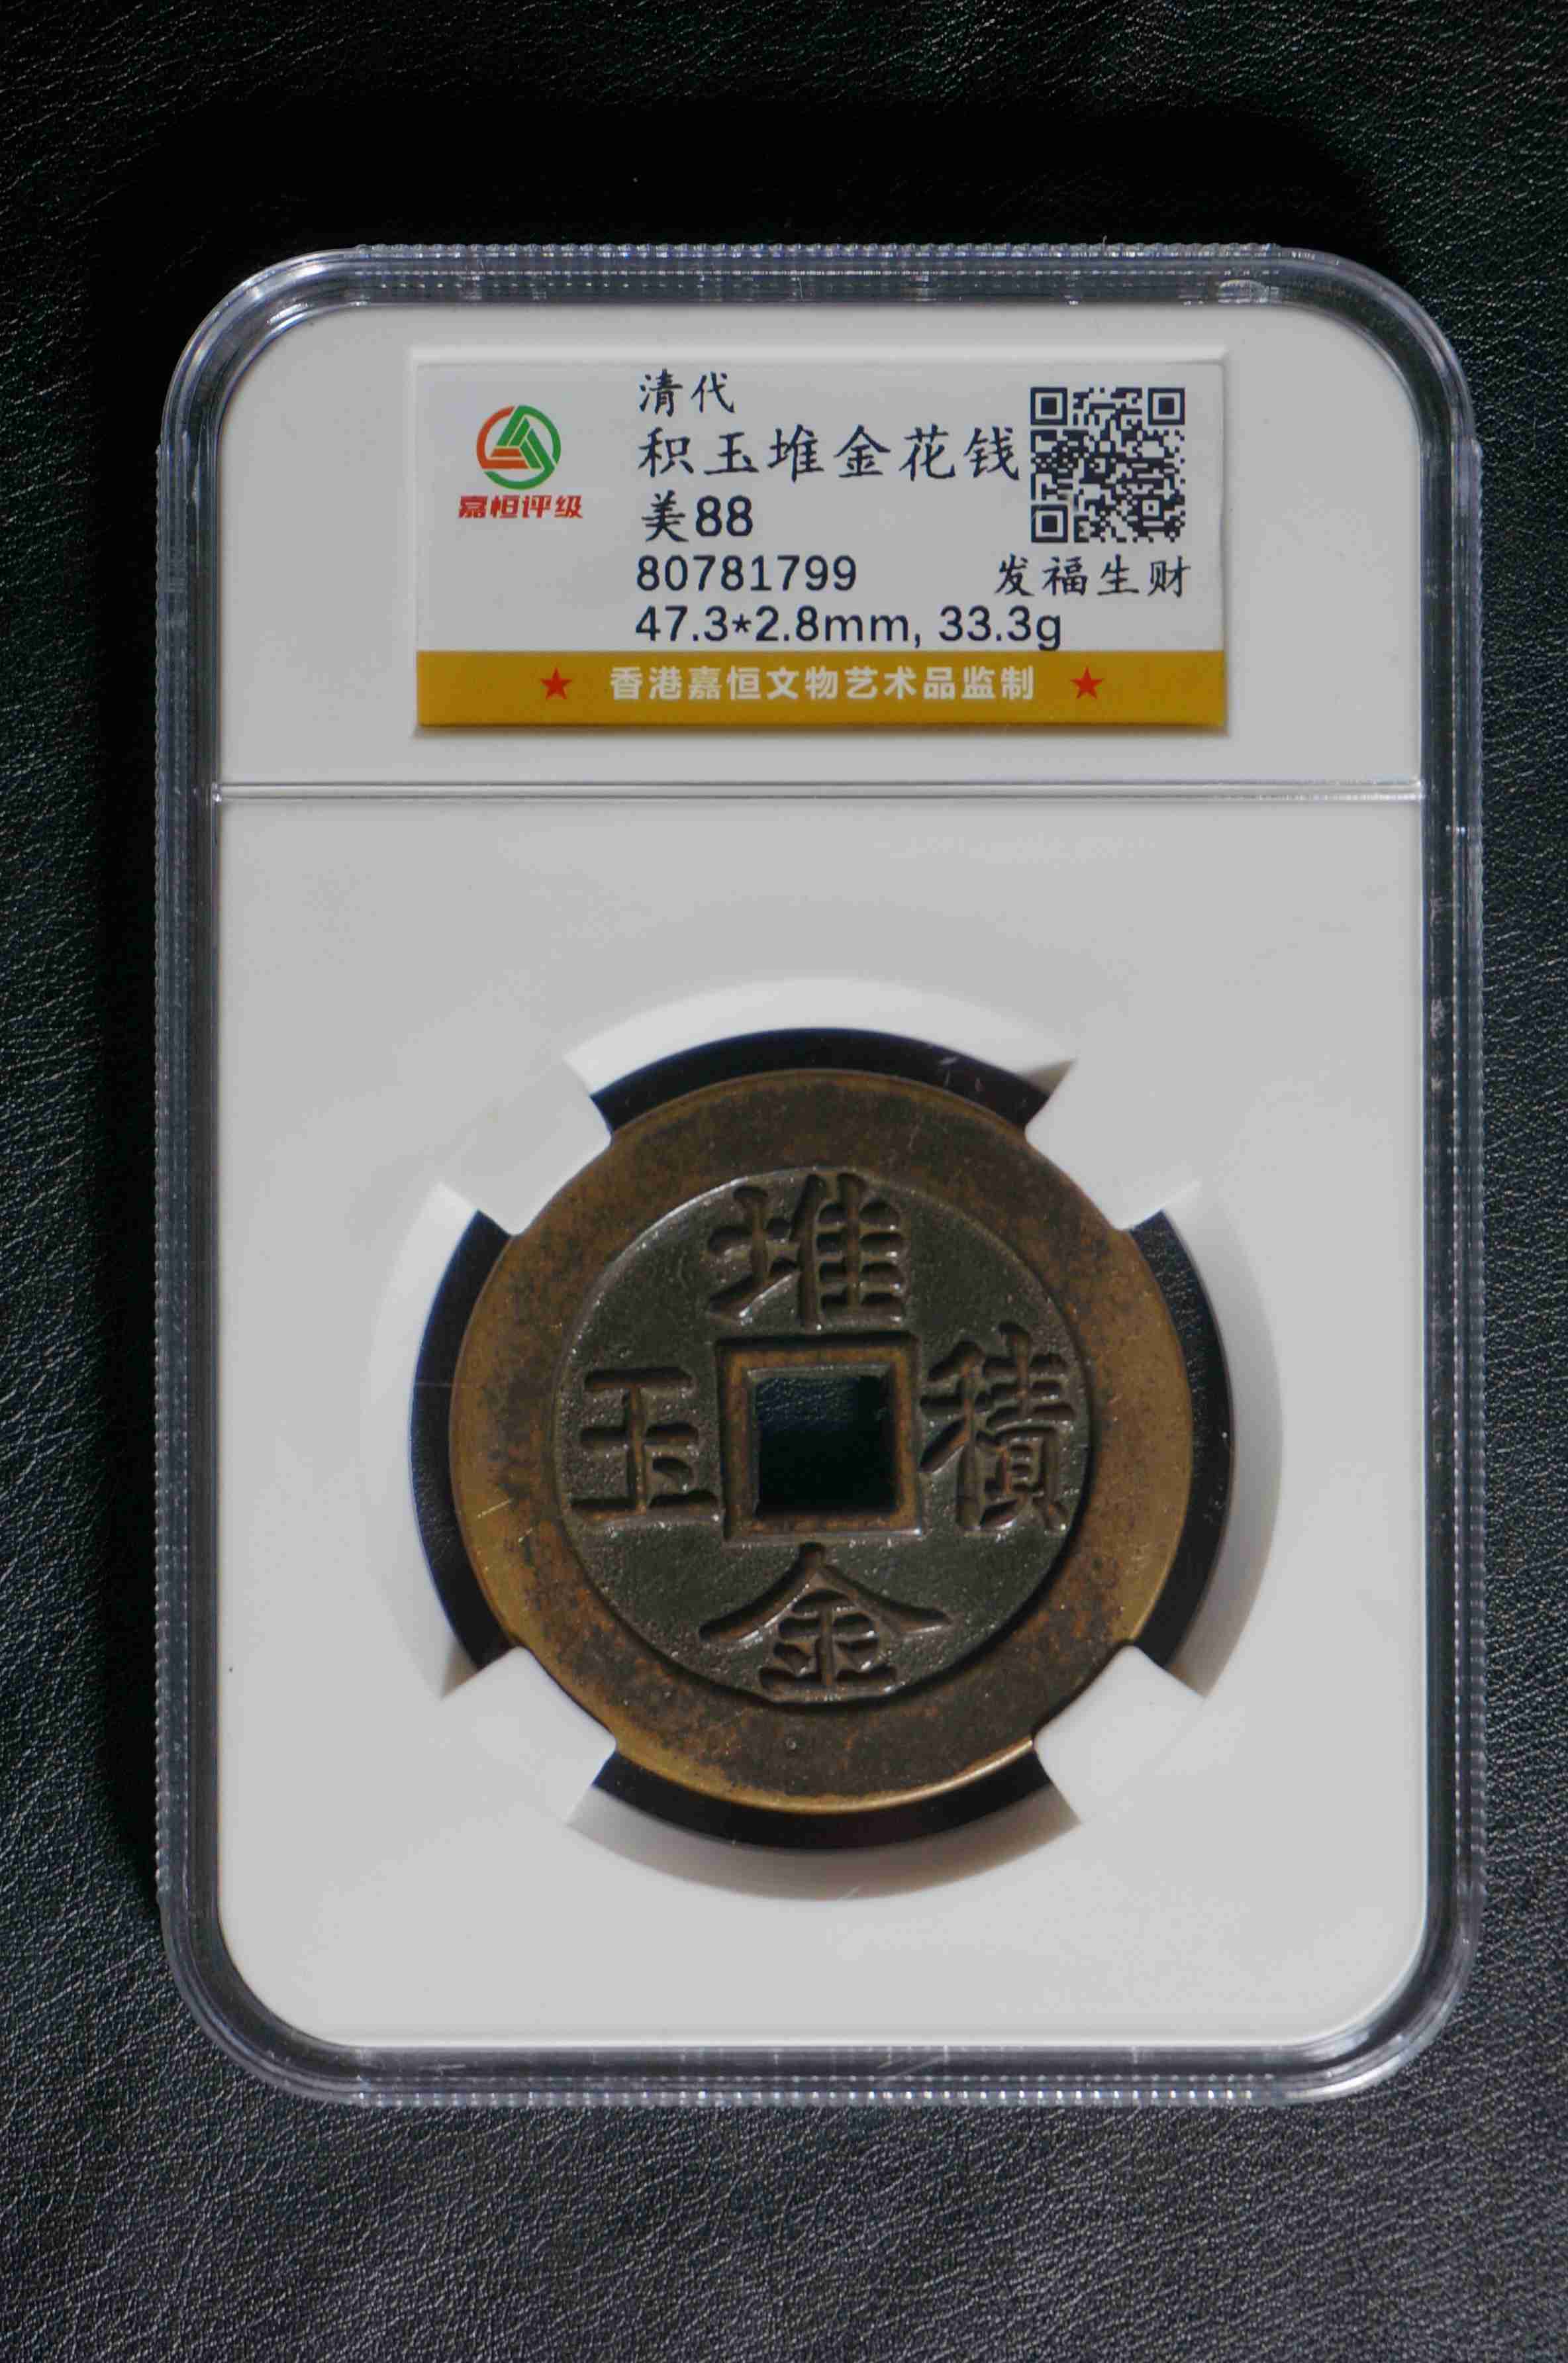 清代
积玉堆金花钱
美88
嘉恒评级
80781799
发福生财
47.3*2.8mm, 33.3g
★ 香港嘉恒文物艺术品监制 ★
堆
玉 積
金